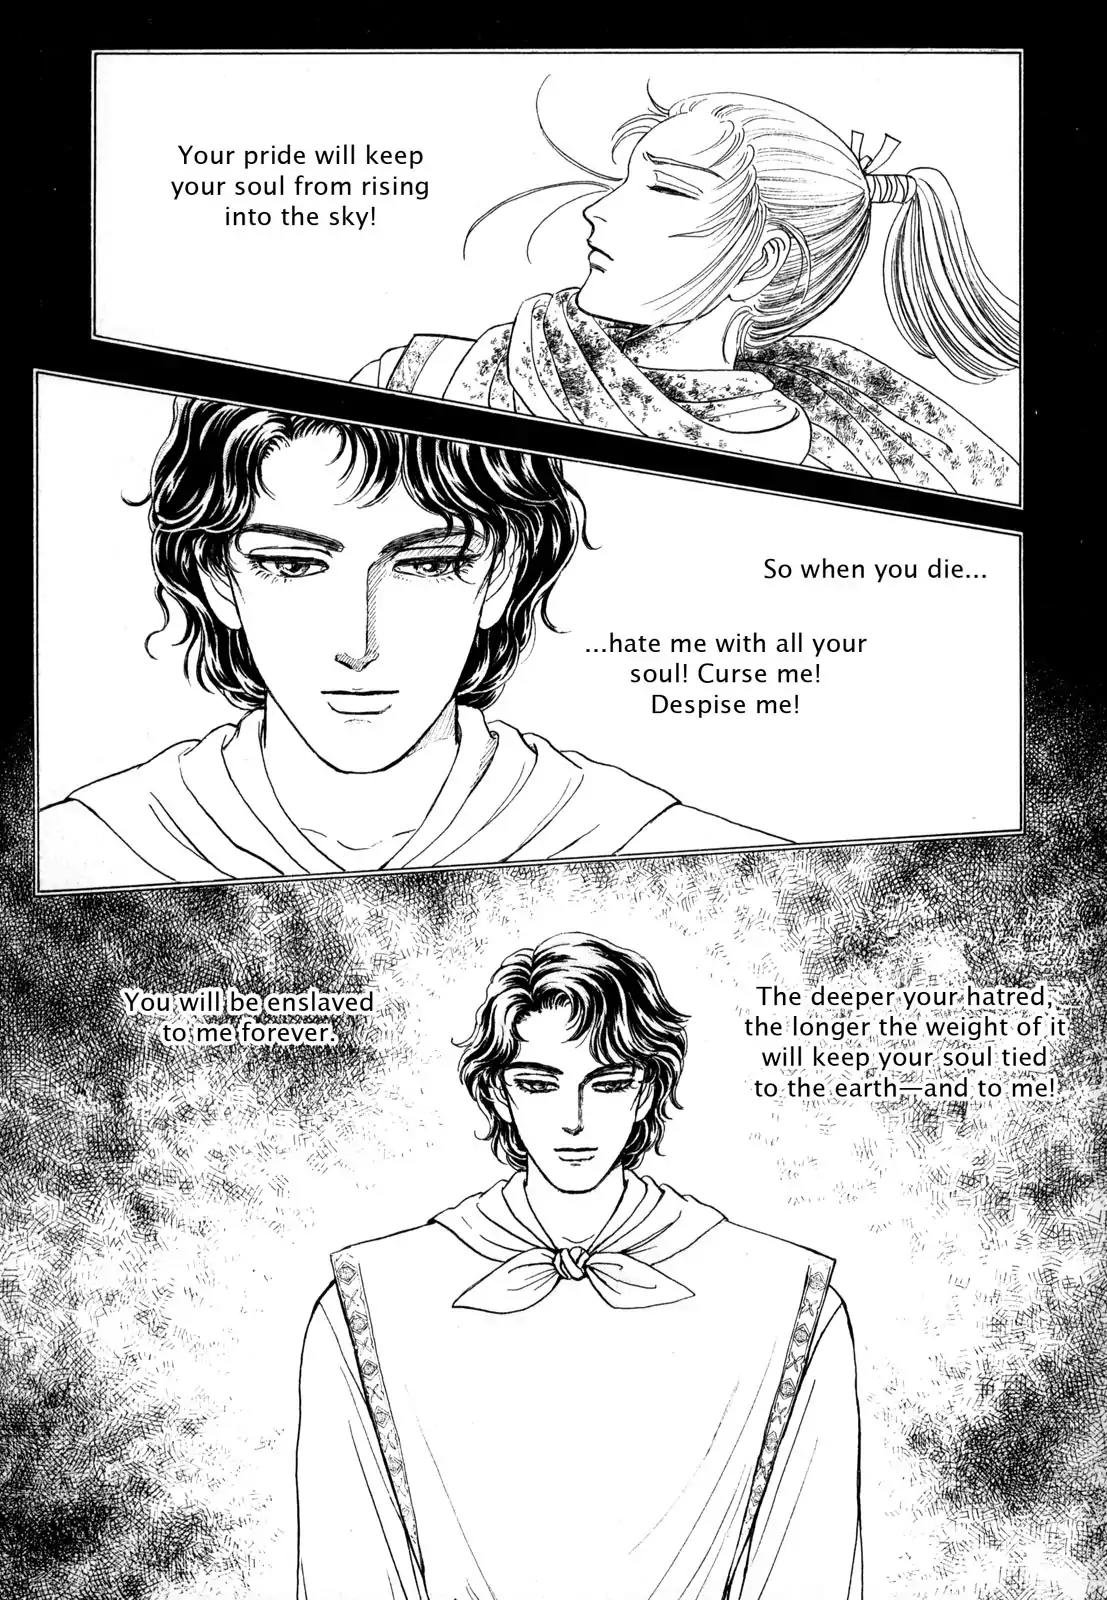 Your pride will keep
your soul from rising
into the sky!
So when you die...
...hate me with all your
soul! Curse me!
Despise me!
The deeper your hatred,
the longer the weight of it
will keep your soul tied
to the earth—and to me!
You will be enslaved
to me forever.